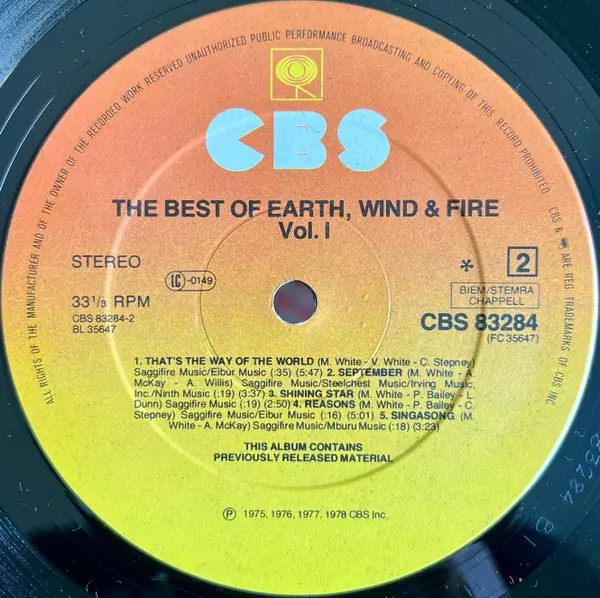 ALL RIGHTS OF THE MANUFACTURER AND OF THE OWNER OF THE RECORDED WORK RESERVED UNAUTHORIZED PUBLIC PERFORMANCE BROADCASTING AND COPYING OF THIS RECORD PROHIBITED
CBS & ARE REG. TRADEMARKS OF CBS INC.
CBS
THE BEST OF EARTH, WIND & FIRE
Vol. I
STEREO
LC -0149
* 2
33 1/3 RPM
BIEM/STEMRA
CHAPPELL
CBS 83284-2
BL 35647
CBS 83284
(FC 35647)
1. THAT'S THE WAY OF THE WORLD (M. White - V. White - C. Stepney)
Saggifire Music/Eibur Music (:35) (5:47) 2. SEPTEMBER (M. White - A.
McKay - A. Willis) Saggifire Music/Steelchest Music/Irving Music,
Inc./Ninth Music (:19) (3:37) 3. SHINING STAR (M. White - P. Bailey - L.
Dunn) Saggifire Music (:19) (2:50) 4. REASONS (M. White - P. Bailey - C.
Stepney) Saggifire Music/Eibur Music (:16) (5:01) 5. SINGASONG (M.
White - A. McKay) Saggifire Music/Mburu Music (:18) (3:23)
THIS ALBUM CONTAINS
PREVIOUSLY RELEASED MATERIAL
℗ 1975, 1976, 1977, 1978 CBS Inc.